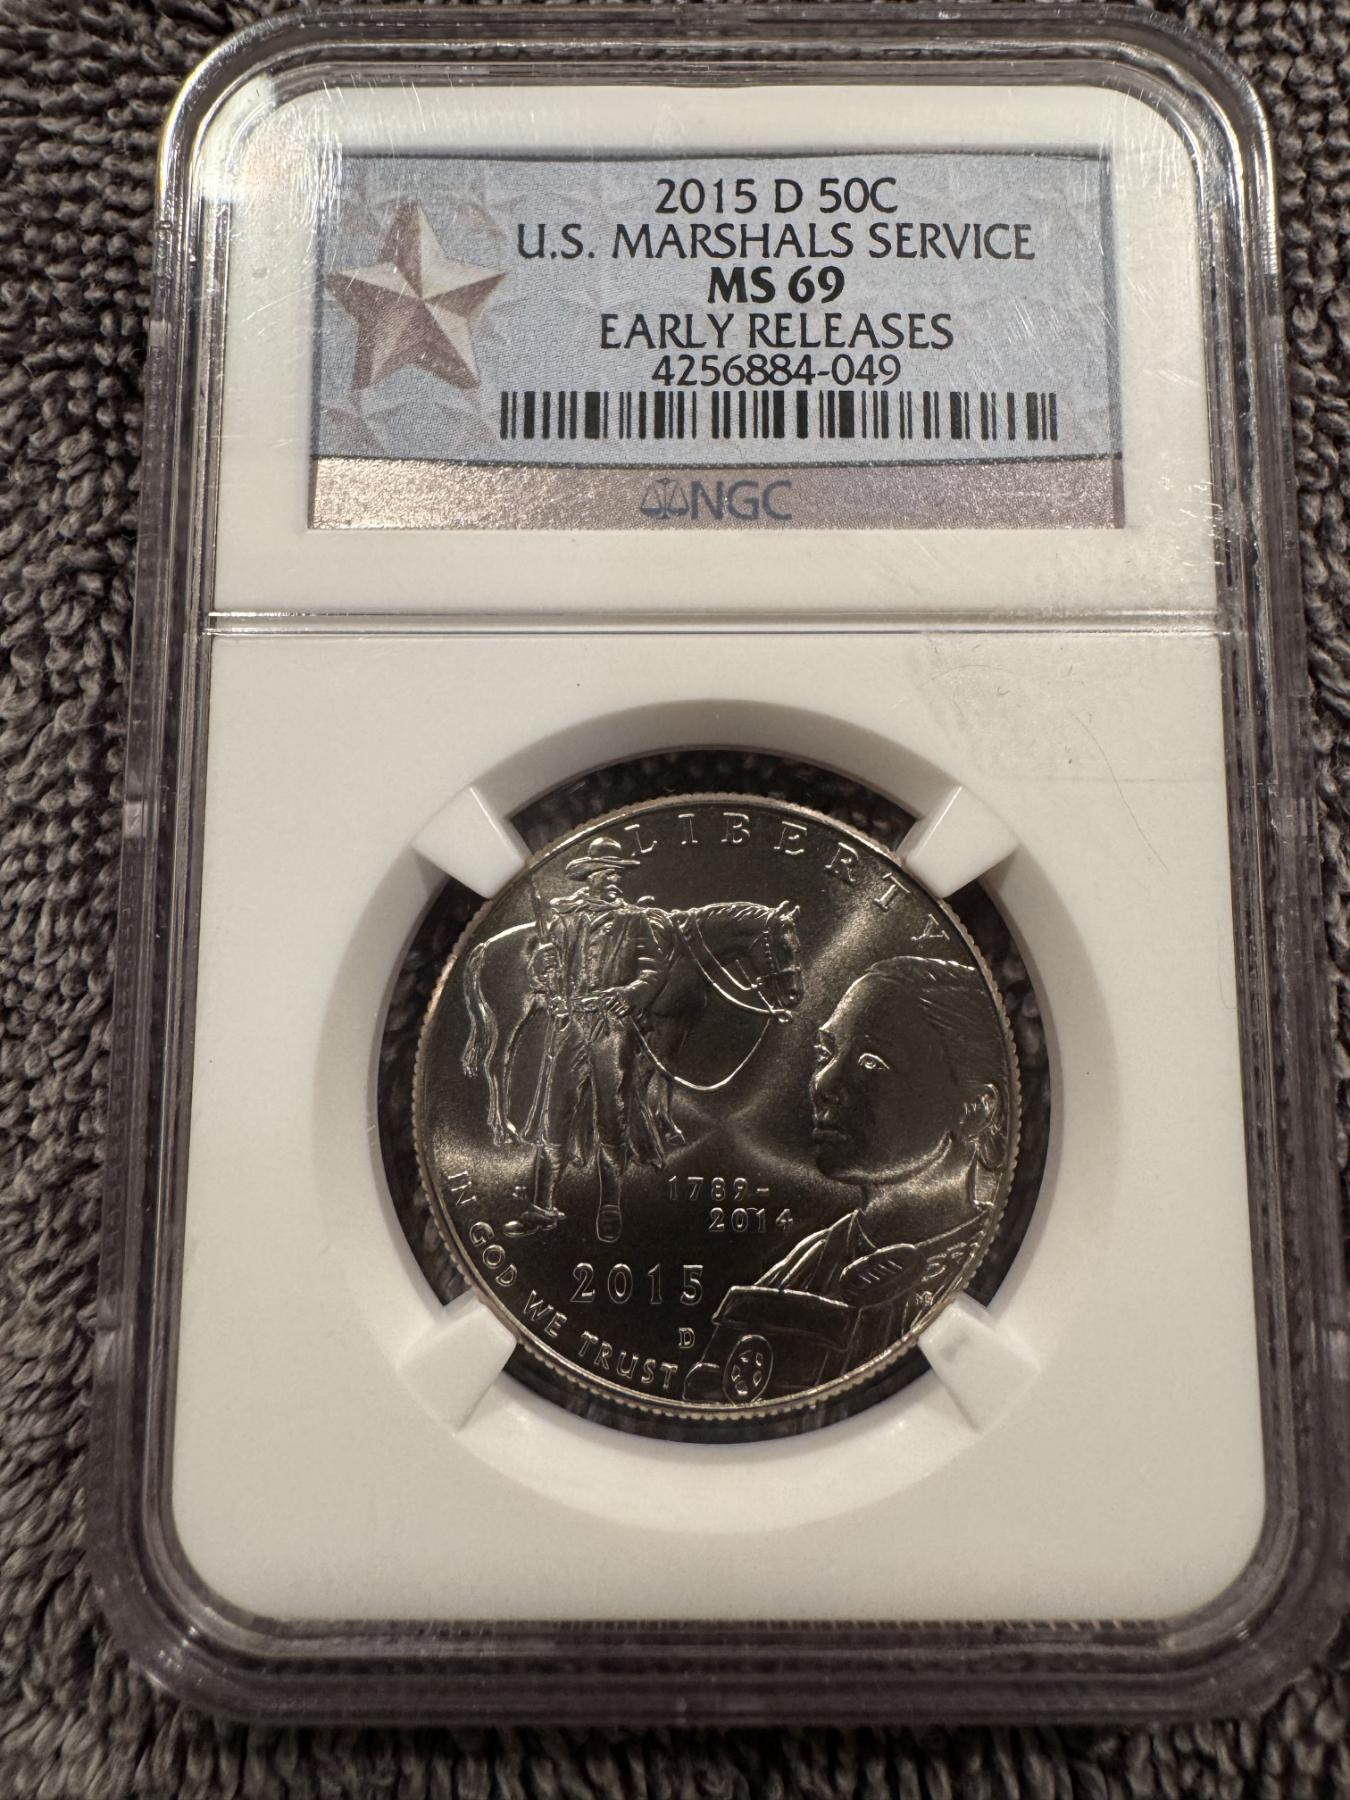 2015 D 50C
U.S. MARSHALS SERVICE
MS 69
EARLY RELEASES
4256884-049
NGC
LIBERTY
1789-
2014
2015
D
IN GOD WE TRUST